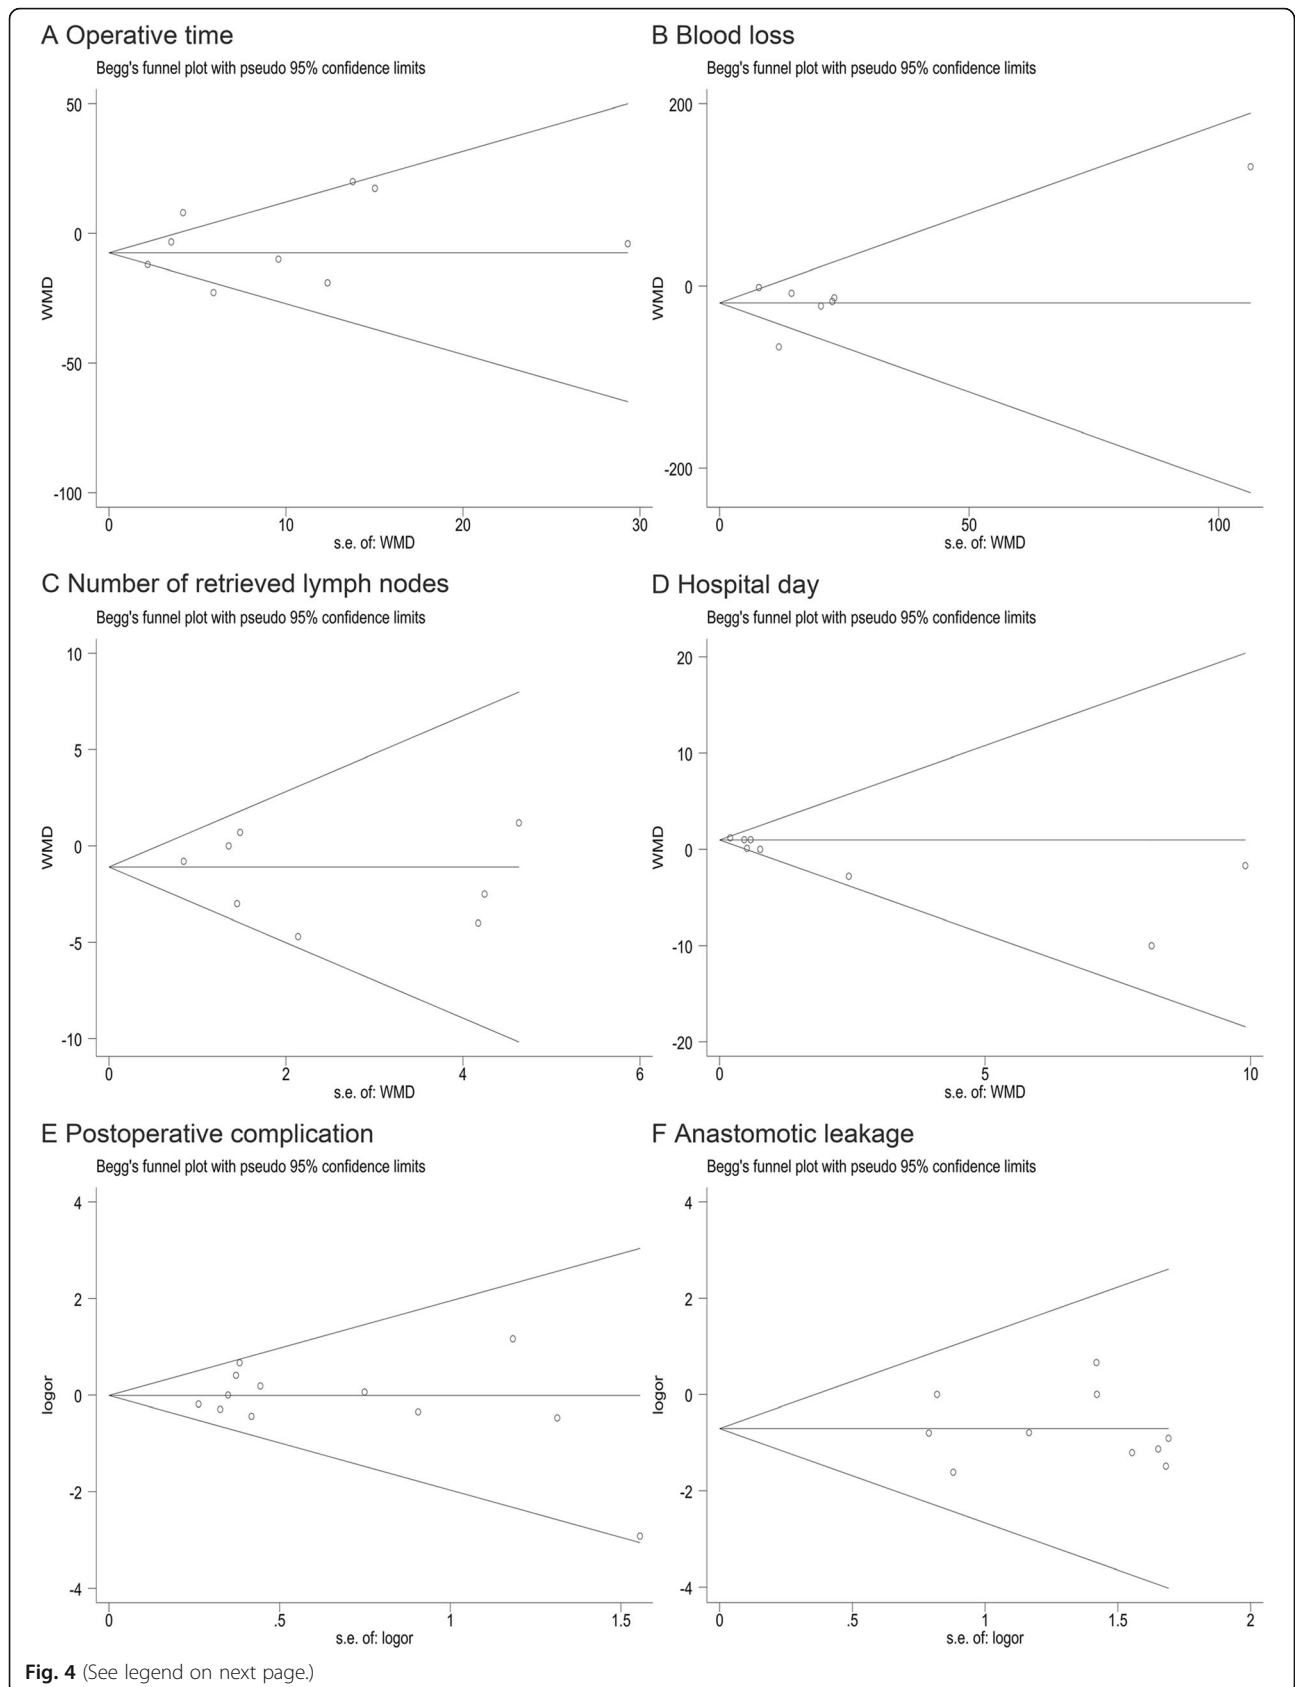 A Operative time
Begg's funnel plot with pseudo 95% confidence limits
50
0
-50
-100
WMD
0 10 20 30
s.e. of: WMD
B Blood loss
Begg's funnel plot with pseudo 95% confidence limits
200
0
-200
WMD
0 50 100
s.e. of: WMD
C Number of retrieved lymph nodes
Begg's funnel plot with pseudo 95% confidence limits
10
5
0
-5
-10
WMD
0 2 4 6
s.e. of: WMD
D Hospital day
Begg's funnel plot with pseudo 95% confidence limits
20
10
0
-10
-20
WMD
0 5 10
s.e. of: WMD
E Postoperative complication
Begg's funnel plot with pseudo 95% confidence limits
4
2
0
-2
-4
logor
0 .5 1 1.5
s.e. of: logor
F Anastomotic leakage
Begg's funnel plot with pseudo 95% confidence limits
4
2
0
-2
-4
logor
0 .5 1 1.5 2
s.e. of: logor
Fig. 4 (See legend on next page.)